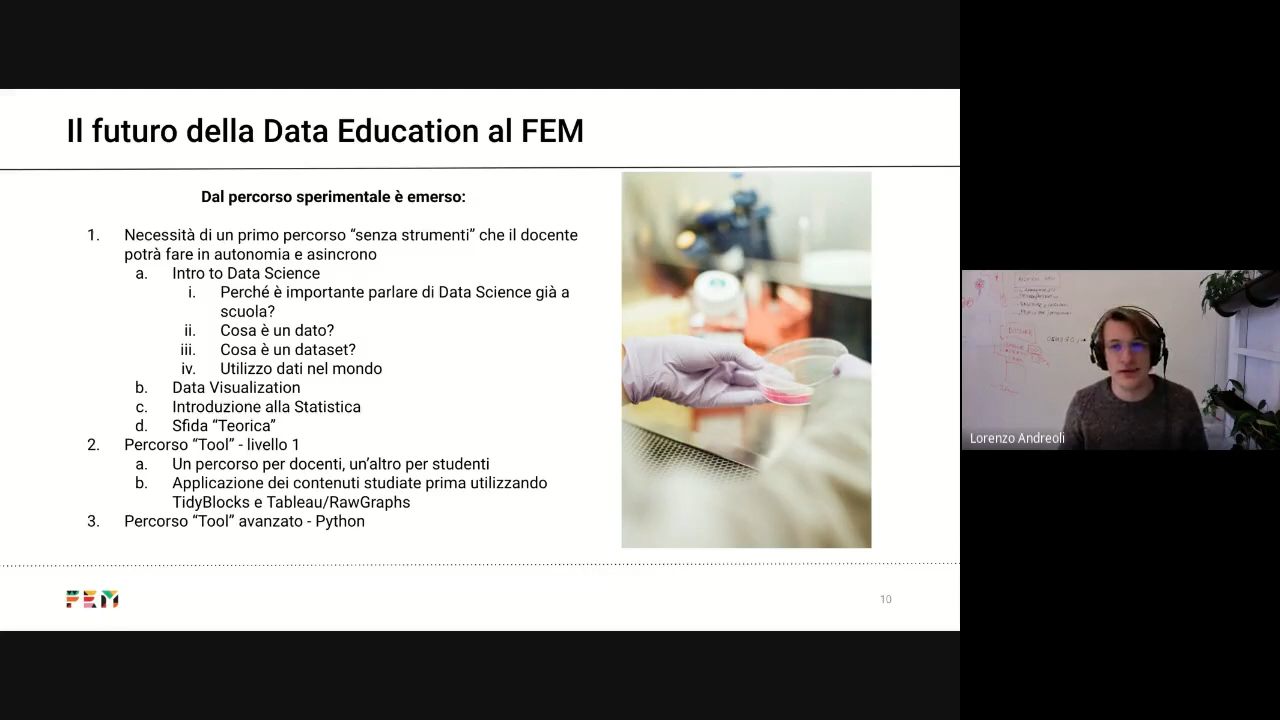 Il futuro della Data Education al FEM
Dal percorso sperimentale è emerso:
1. Necessità di un primo percorso “senza strumenti” che il docente
potrà fare in autonomia e asincrono
a. Intro to Data Science
i. Perché è importante parlare di Data Science già a
scuola?
ii. Cosa è un dato?
iii. Cosa è un dataset?
iv. Utilizzo dati nel mondo
b. Data Visualization
c. Introduzione alla Statistica
d. Sfida “Teorica”
2. Percorso “Tool” - livello 1
a. Un percorso per docenti, un’altro per studenti
b. Applicazione dei contenuti studiate prima utilizzando
TidyBlocks e Tableau/RawGraphs
3. Percorso “Tool” avanzato - Python
FEM
10
Lorenzo Andreoli